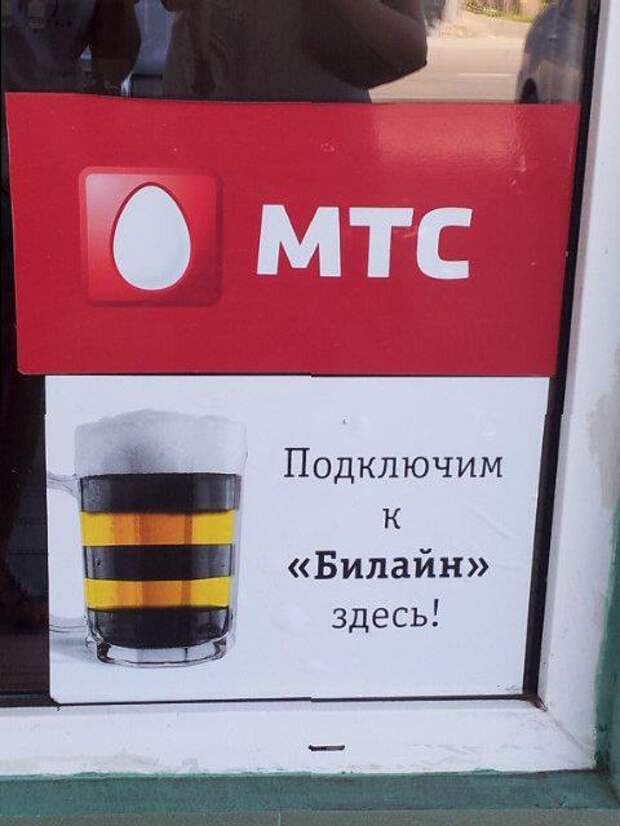 МТС
Подключим
к
«Билайн»
здесь!